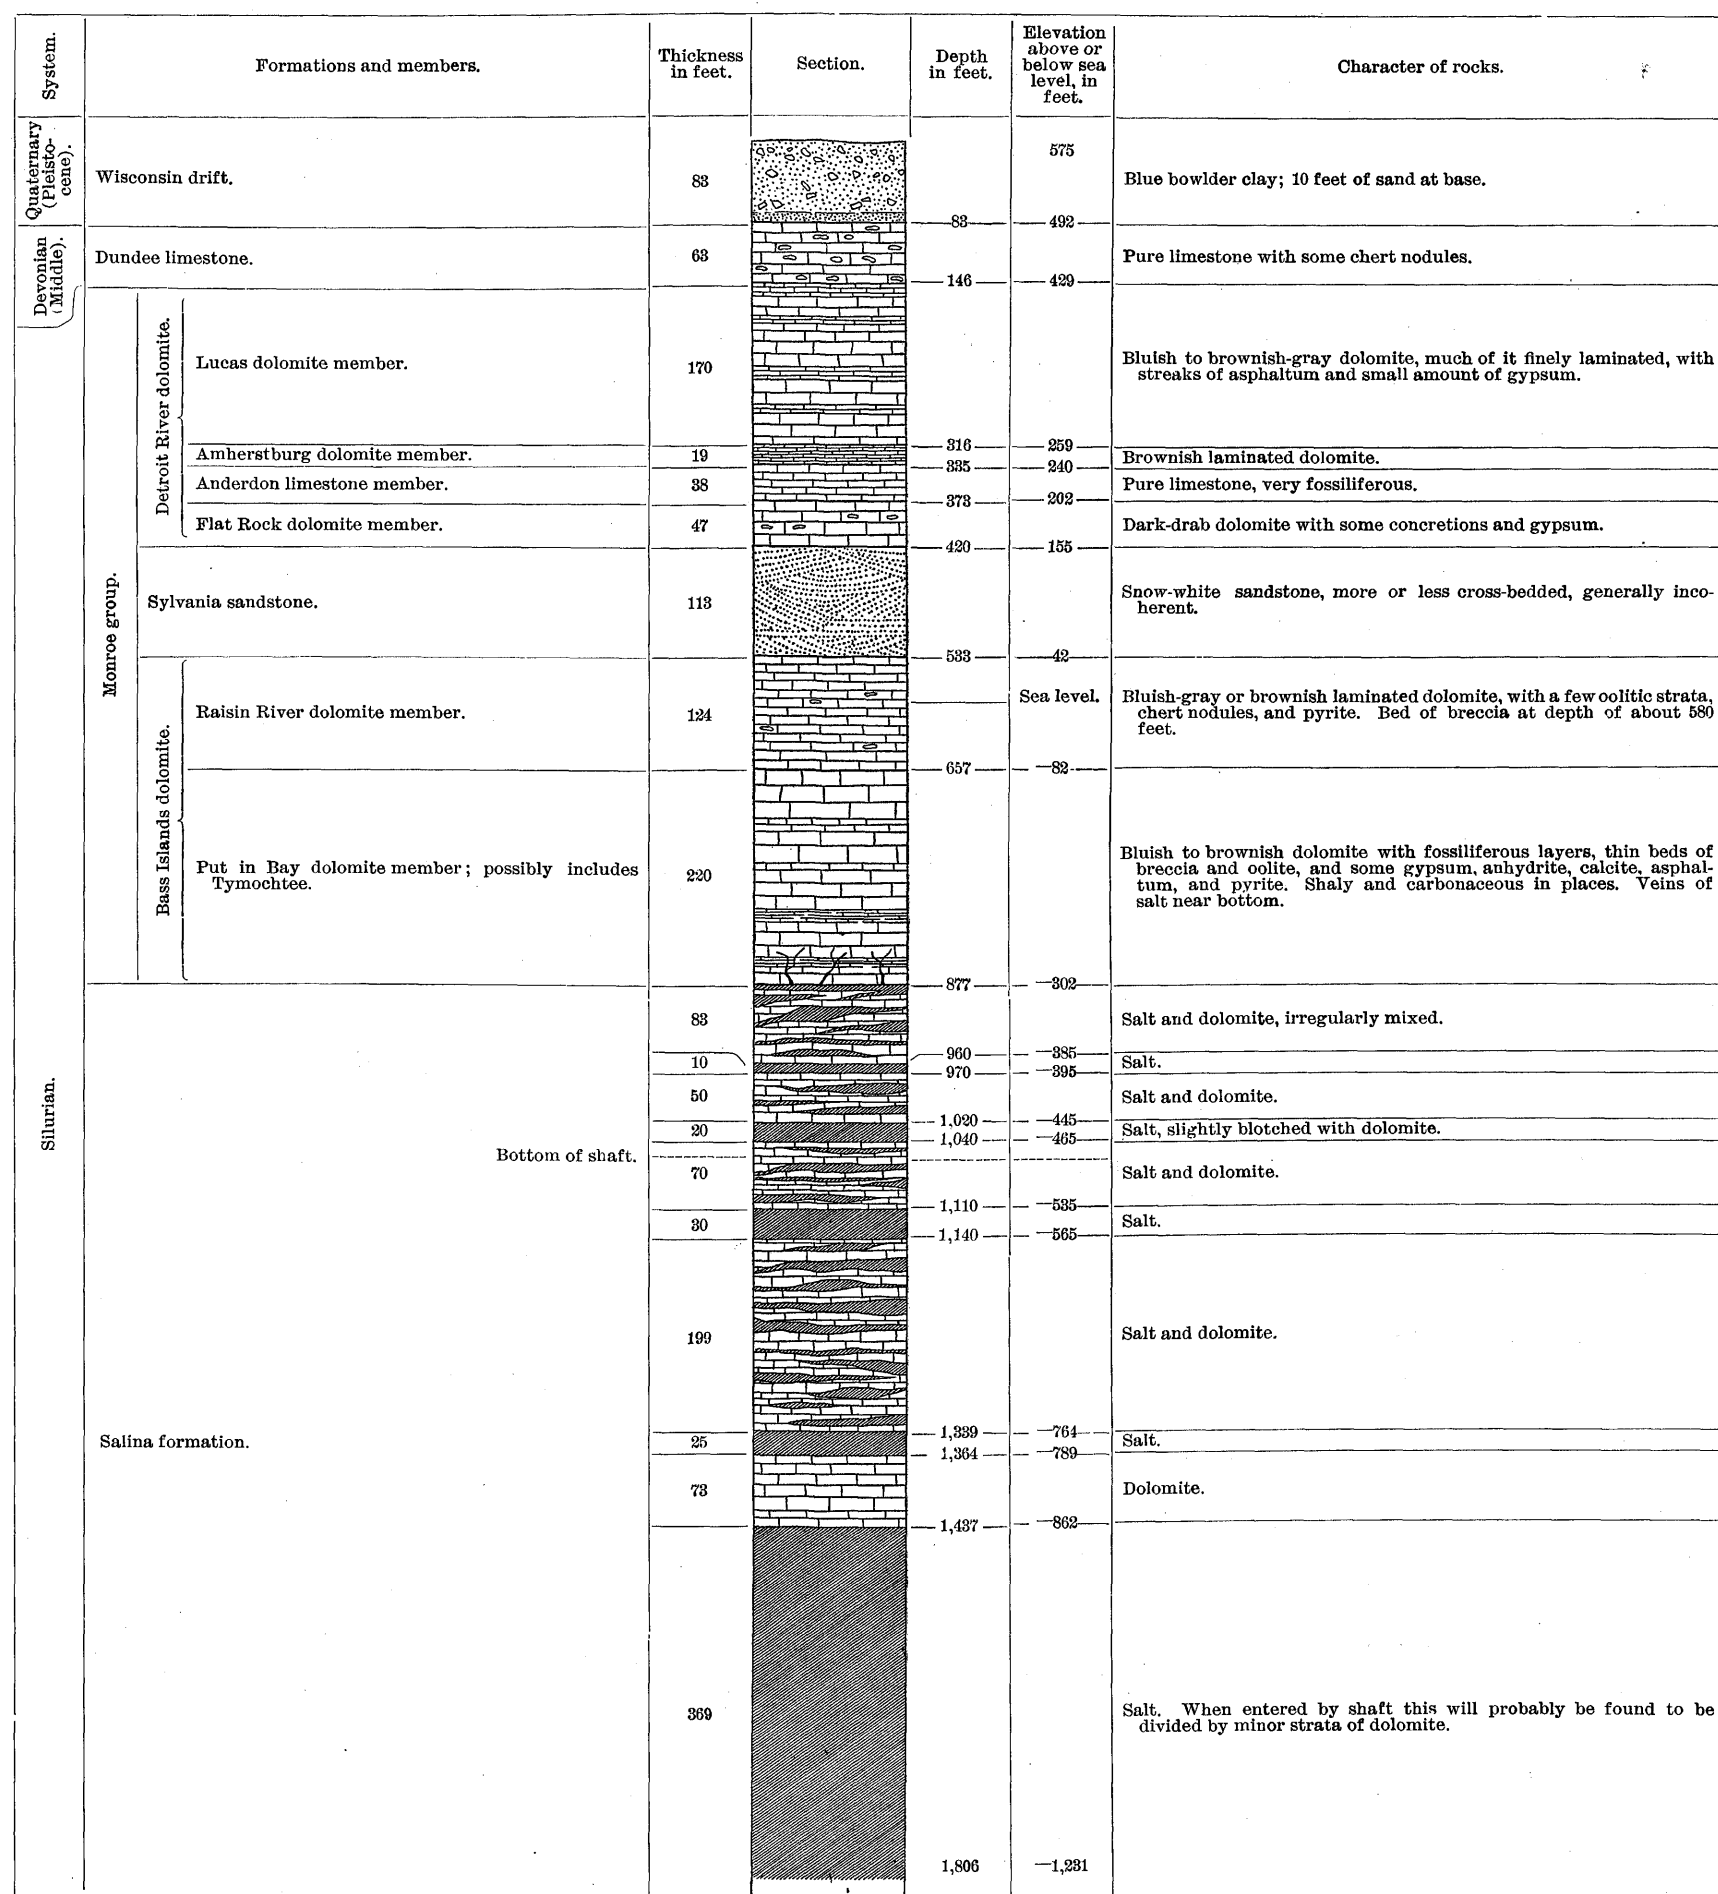 System.
Formations and members.
Thickness
in feet.
Section.
Depth
in feet.
Elevation
above or
below sea
level, in
feet.
Character of rocks.
Quaternary
(Pleisto-
cene).
Wisconsin drift.
83
575
Blue bowlder clay; 10 feet of sand at base.
83
492
Devonian
(Middle).
Dundee limestone.
63
Pure limestone with some chert nodules.
146
429
Silurian.
Monroe group.
Detroit River dolomite.
Lucas dolomite member.
170
Bluish to brownish-gray dolomite, much of it finely laminated, with
streaks of asphaltum and small amount of gypsum.
316
259
Amherstburg dolomite member.
19
Brownish laminated dolomite.
335
240
Anderdon limestone member.
38
Pure limestone, very fossiliferous.
373
202
Flat Rock dolomite member.
47
Dark-drab dolomite with some concretions and gypsum.
420
155
Sylvania sandstone.
113
Snow-white sandstone, more or less cross-bedded, generally inco-
herent.
533
42
Bass Islands dolomite.
Raisin River dolomite member.
124
Sea level.
Bluish-gray or brownish laminated dolomite, with a few oolitic strata,
chert nodules, and pyrite. Bed of breccia at depth of about 580
feet.
657
—82
Put in Bay dolomite member; possibly includes
Tymochtee.
220
Bluish to brownish dolomite with fossiliferous layers, thin beds of
breccia and oolite, and some gypsum, anhydrite, calcite, asphal-
tum, and pyrite. Shaly and carbonaceous in places. Veins of
salt near bottom.
877
—302
Salina formation.
83
Salt and dolomite, irregularly mixed.
960
—385
10
Salt.
970
—395
50
Salt and dolomite.
1,020
—445
20
Salt, slightly blotched with dolomite.
1,040
—465
Bottom of shaft.
70
Salt and dolomite.
1,110
—535
30
Salt.
1,140
—565
199
Salt and dolomite.
1,339
—764
25
Salt.
1,364
—789
73
Dolomite.
1,437
—862
369
Salt. When entered by shaft this will probably be found to be
divided by minor strata of dolomite.
1,806
—1,231